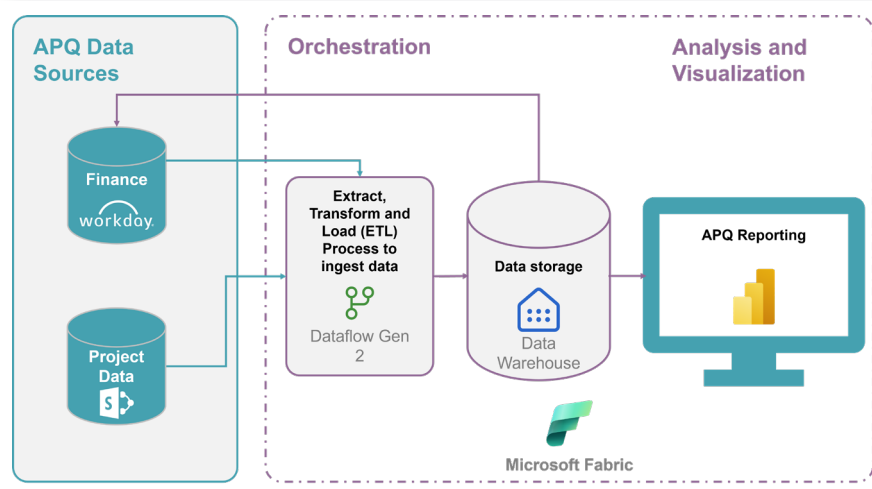 APQ Data
Sources
Orchestration
Analysis and
Visualization
Finance
workday.
Project
Data
S
Extract,
Transform and
Load (ETL)
Process to
ingest data
Dataflow Gen
2
Data storage
Data
Warehouse
APQ Reporting
Microsoft Fabric